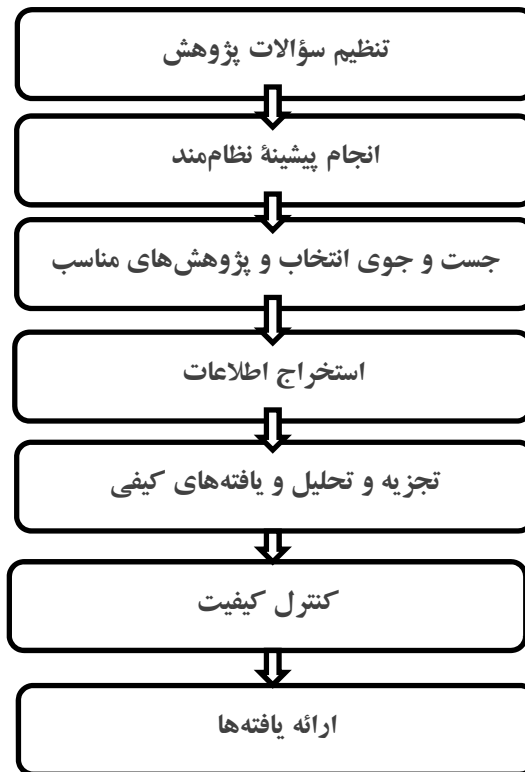 تنظیم سؤالات پژوهش
انجام پیشینۀ نظام‌مند
جست و جوی انتخاب و پژوهش‌های مناسب
استخراج اطلاعات
تجزیه و تحلیل و یافته‌های کیفی
کنترل کیفیت
ارائه یافته‌ها